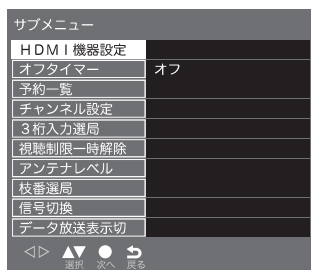 サブメニュー
ＨＤＭＩ機器設定
オフタイマー オフ
予約一覧
チャンネル設定
３桁入力選局
視聴制限一時解除
アンテナレベル
枝番選局
信号切換
データ放送表示切
選択 次へ 戻る